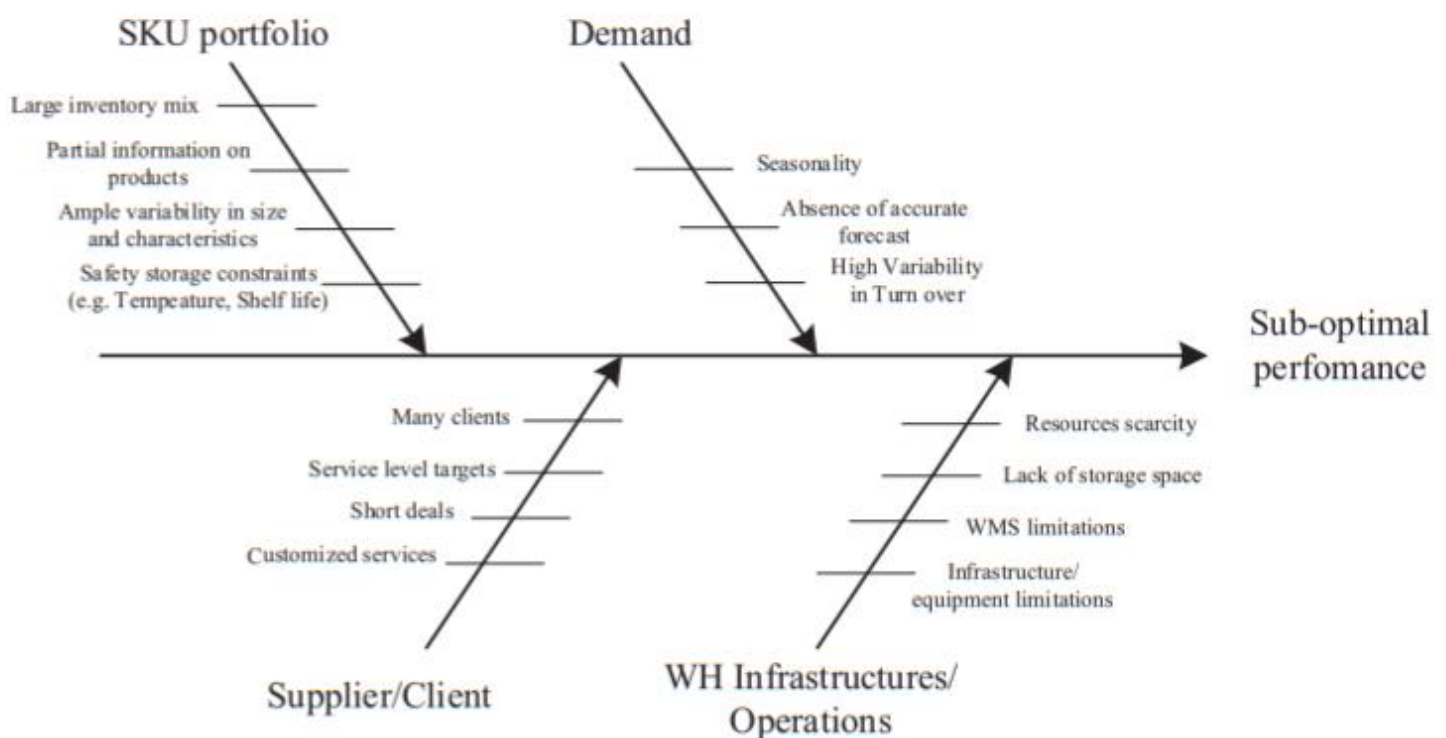 SKU portfolio
Large inventory mix
Partial information on
products
Ample variability in size
and characteristics
Safety storage constraints
(e.g. Tempeature, Shelf life)
Demand
Seasonality
Absence of accurate
forecast
High Variability
in Turn over
Sub-optimal
perfomance
Many clients
Service level targets
Short deals
Customized services
Supplier/Client
Resources scarcity
Lack of storage space
WMS limitations
Infrastructure/
equipment limitations
WH Infrastructures/
Operations